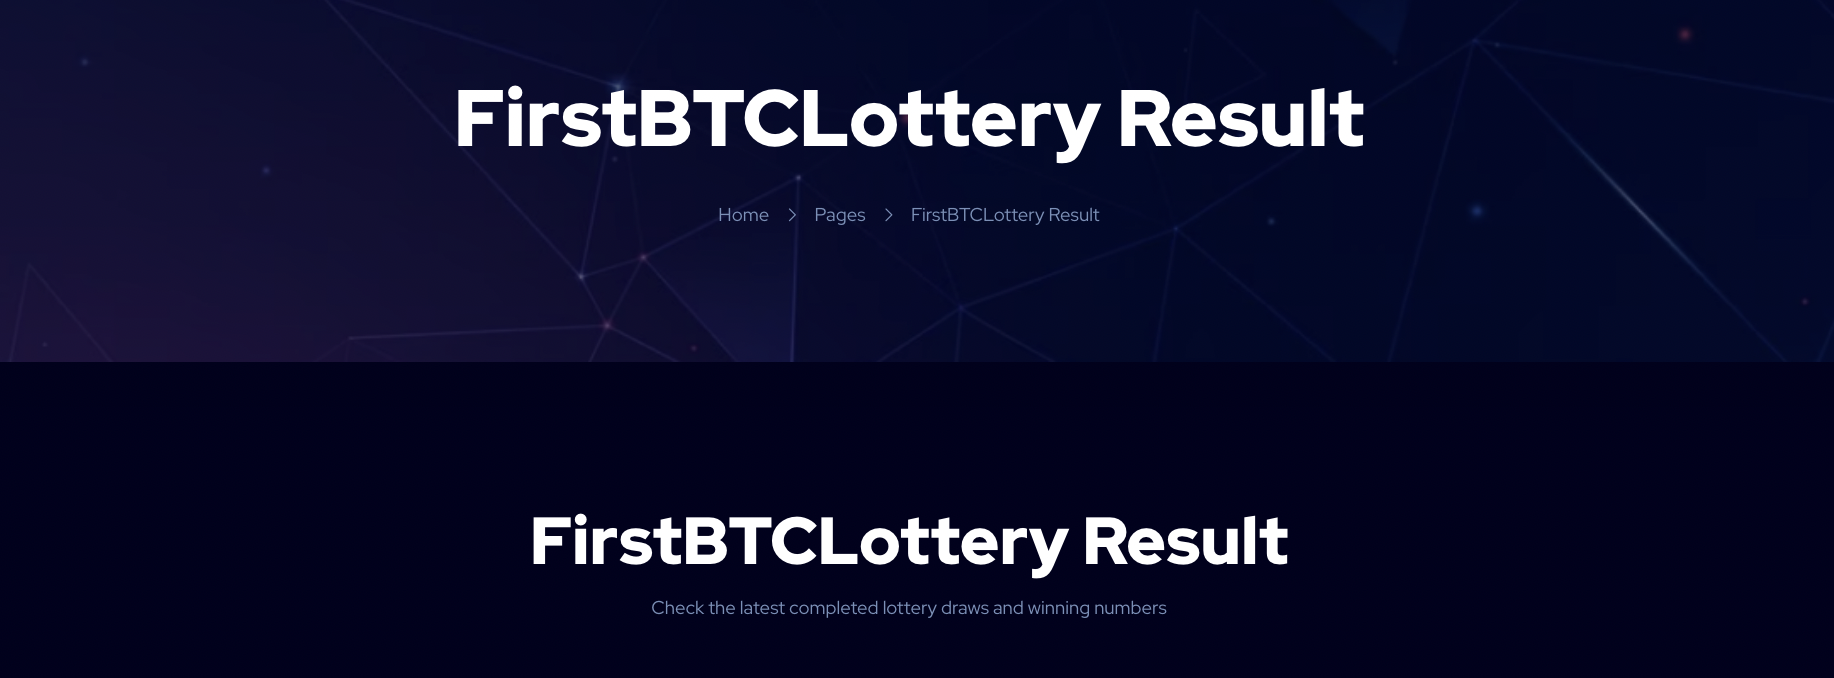 FirstBTCLottery Result
Home > Pages > FirstBTCLottery Result
FirstBTCLottery Result
Check the latest completed lottery draws and winning numbers